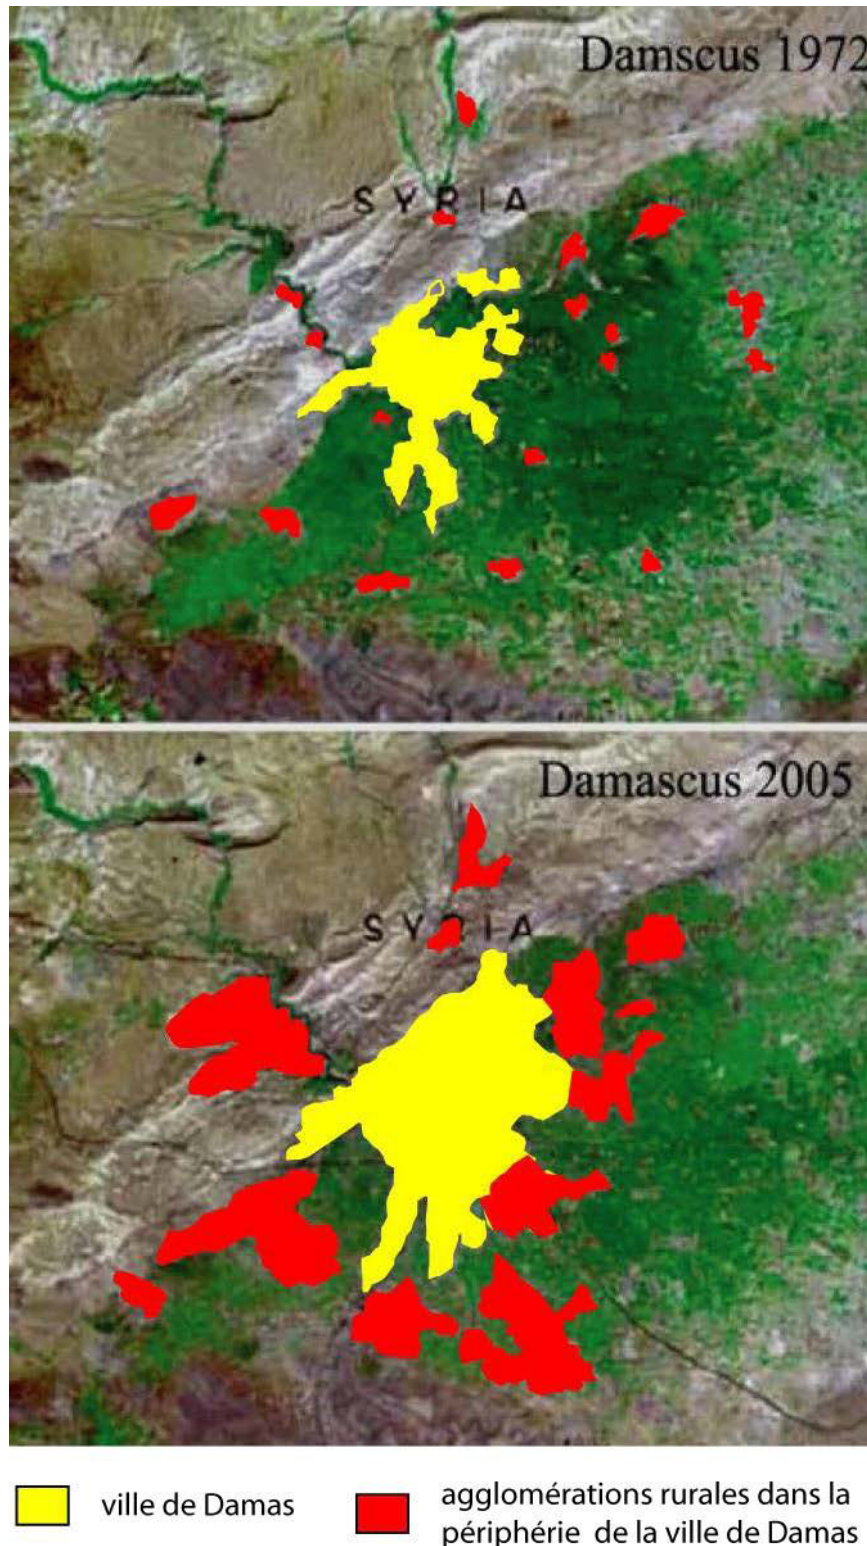 Damscus 1972
SYRIA
Damascus 2005
SYRIA
ville de Damas
agglomérations rurales dans la
périphérie de la ville de Damas